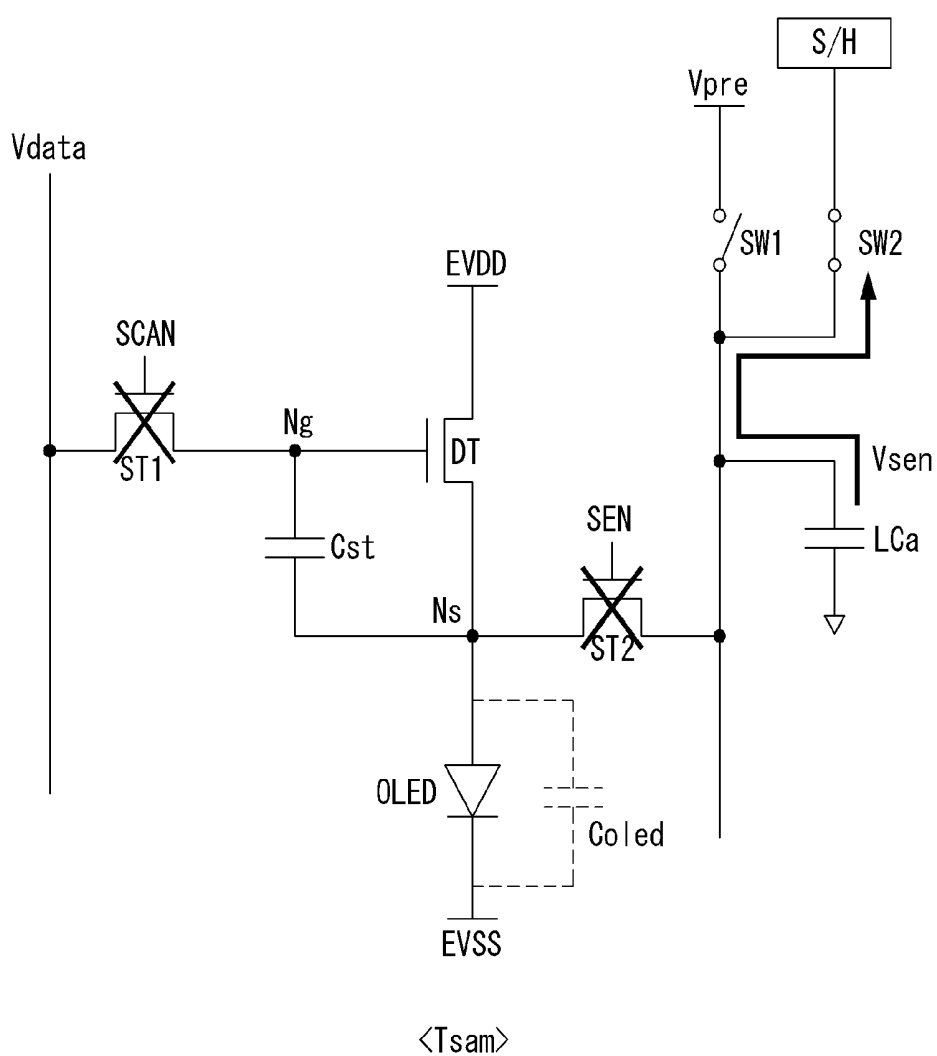 S/H
Vpre
Vdata
SW1
SW2
EVDD
SCAN
Ng
DT
ST1
Vsen
SEN
LCa
Cst
Ns
ST2
OLED
Coled
EVSS
<Tsam>